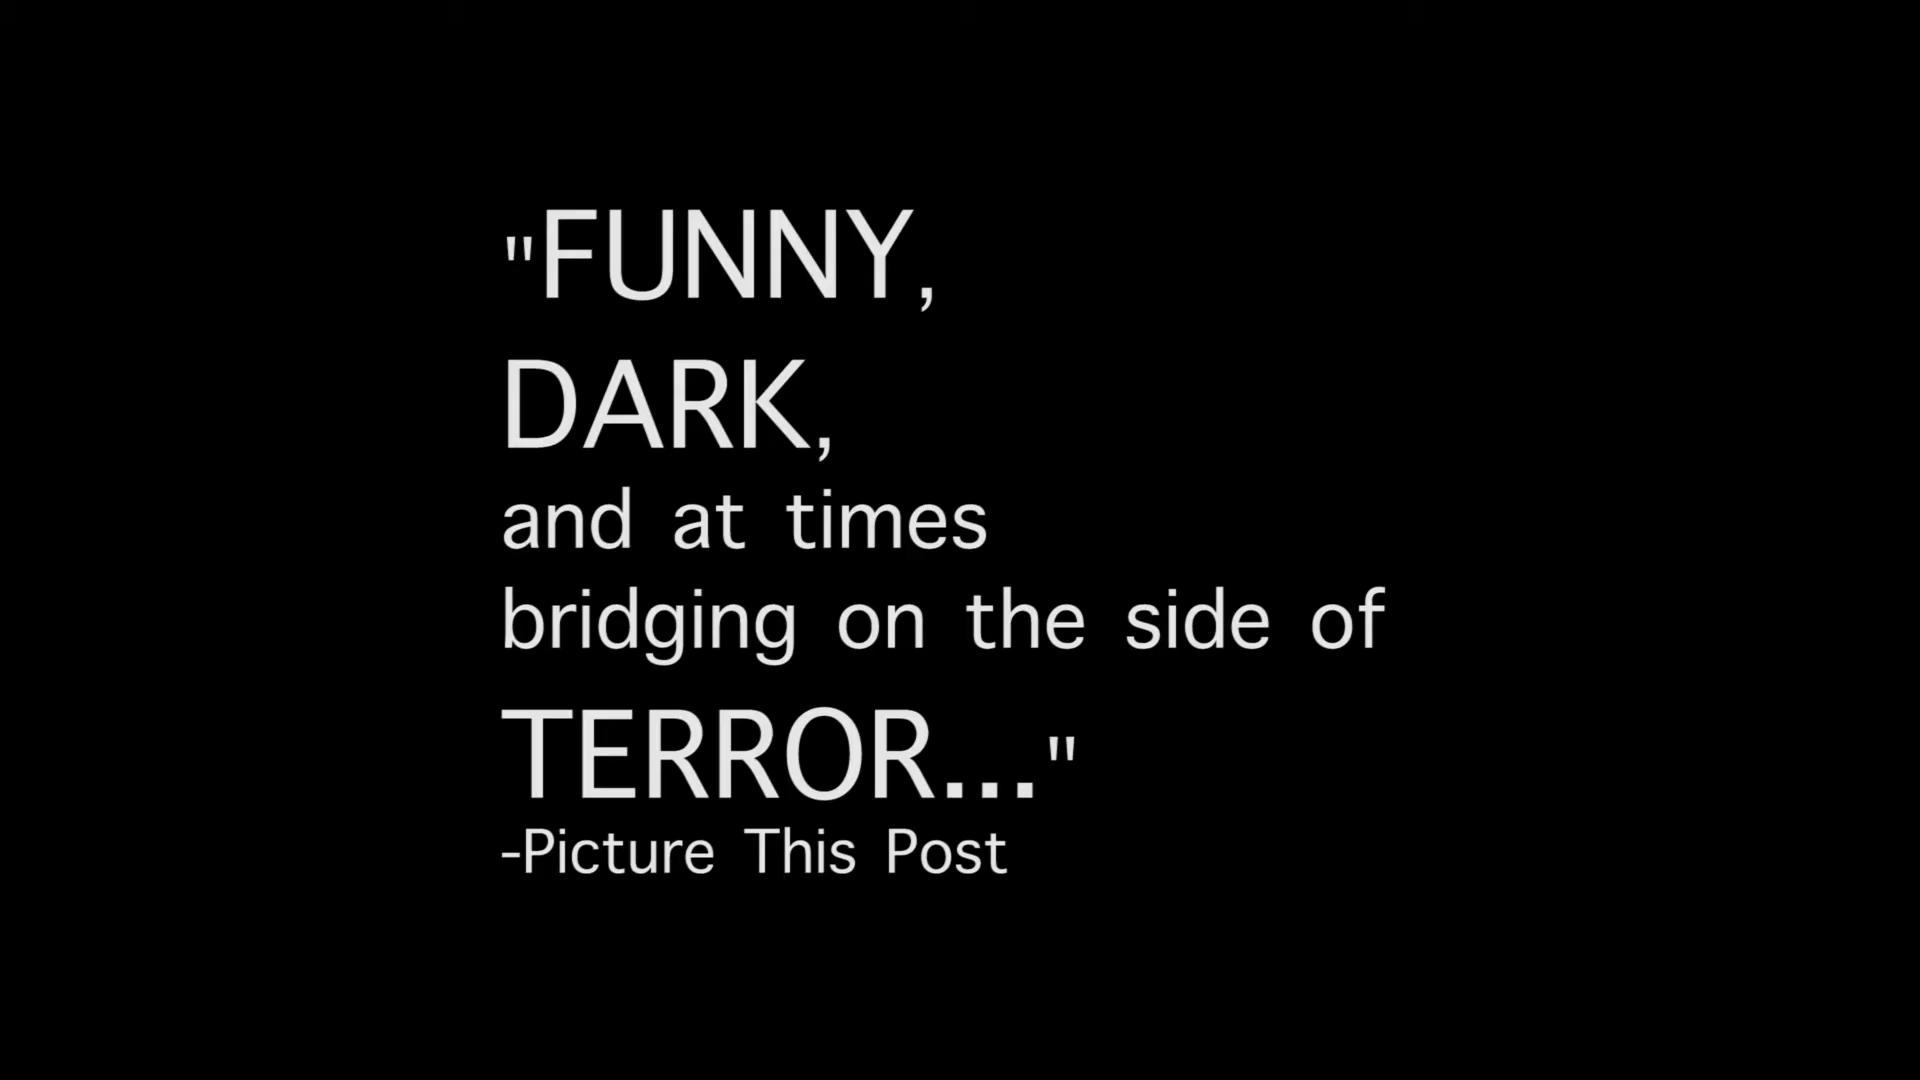 "FUNNY,
DARK,
and at times
bridging on the side of
TERROR..."
-Picture This Post